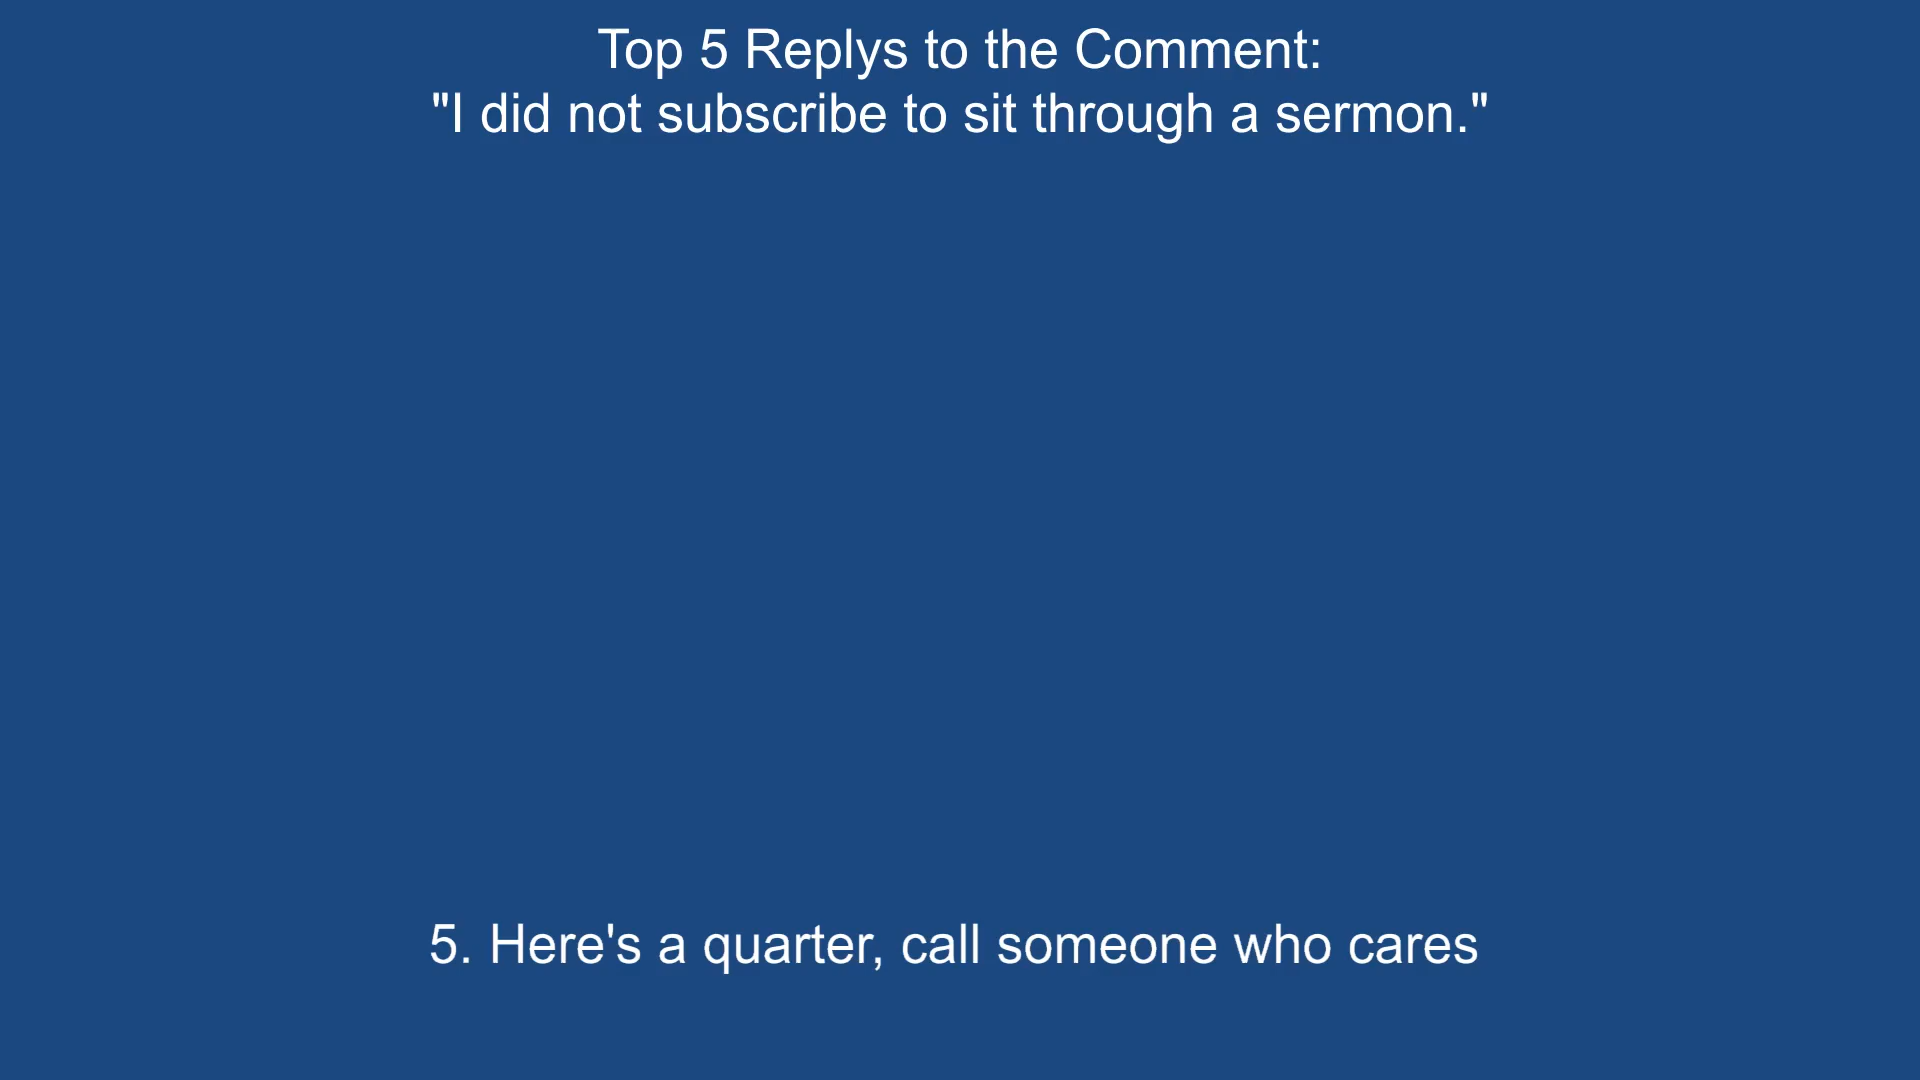 Top 5 Replys to the Comment:
"I did not subscribe to sit through a sermon."
5. Here's a quarter, call someone who cares